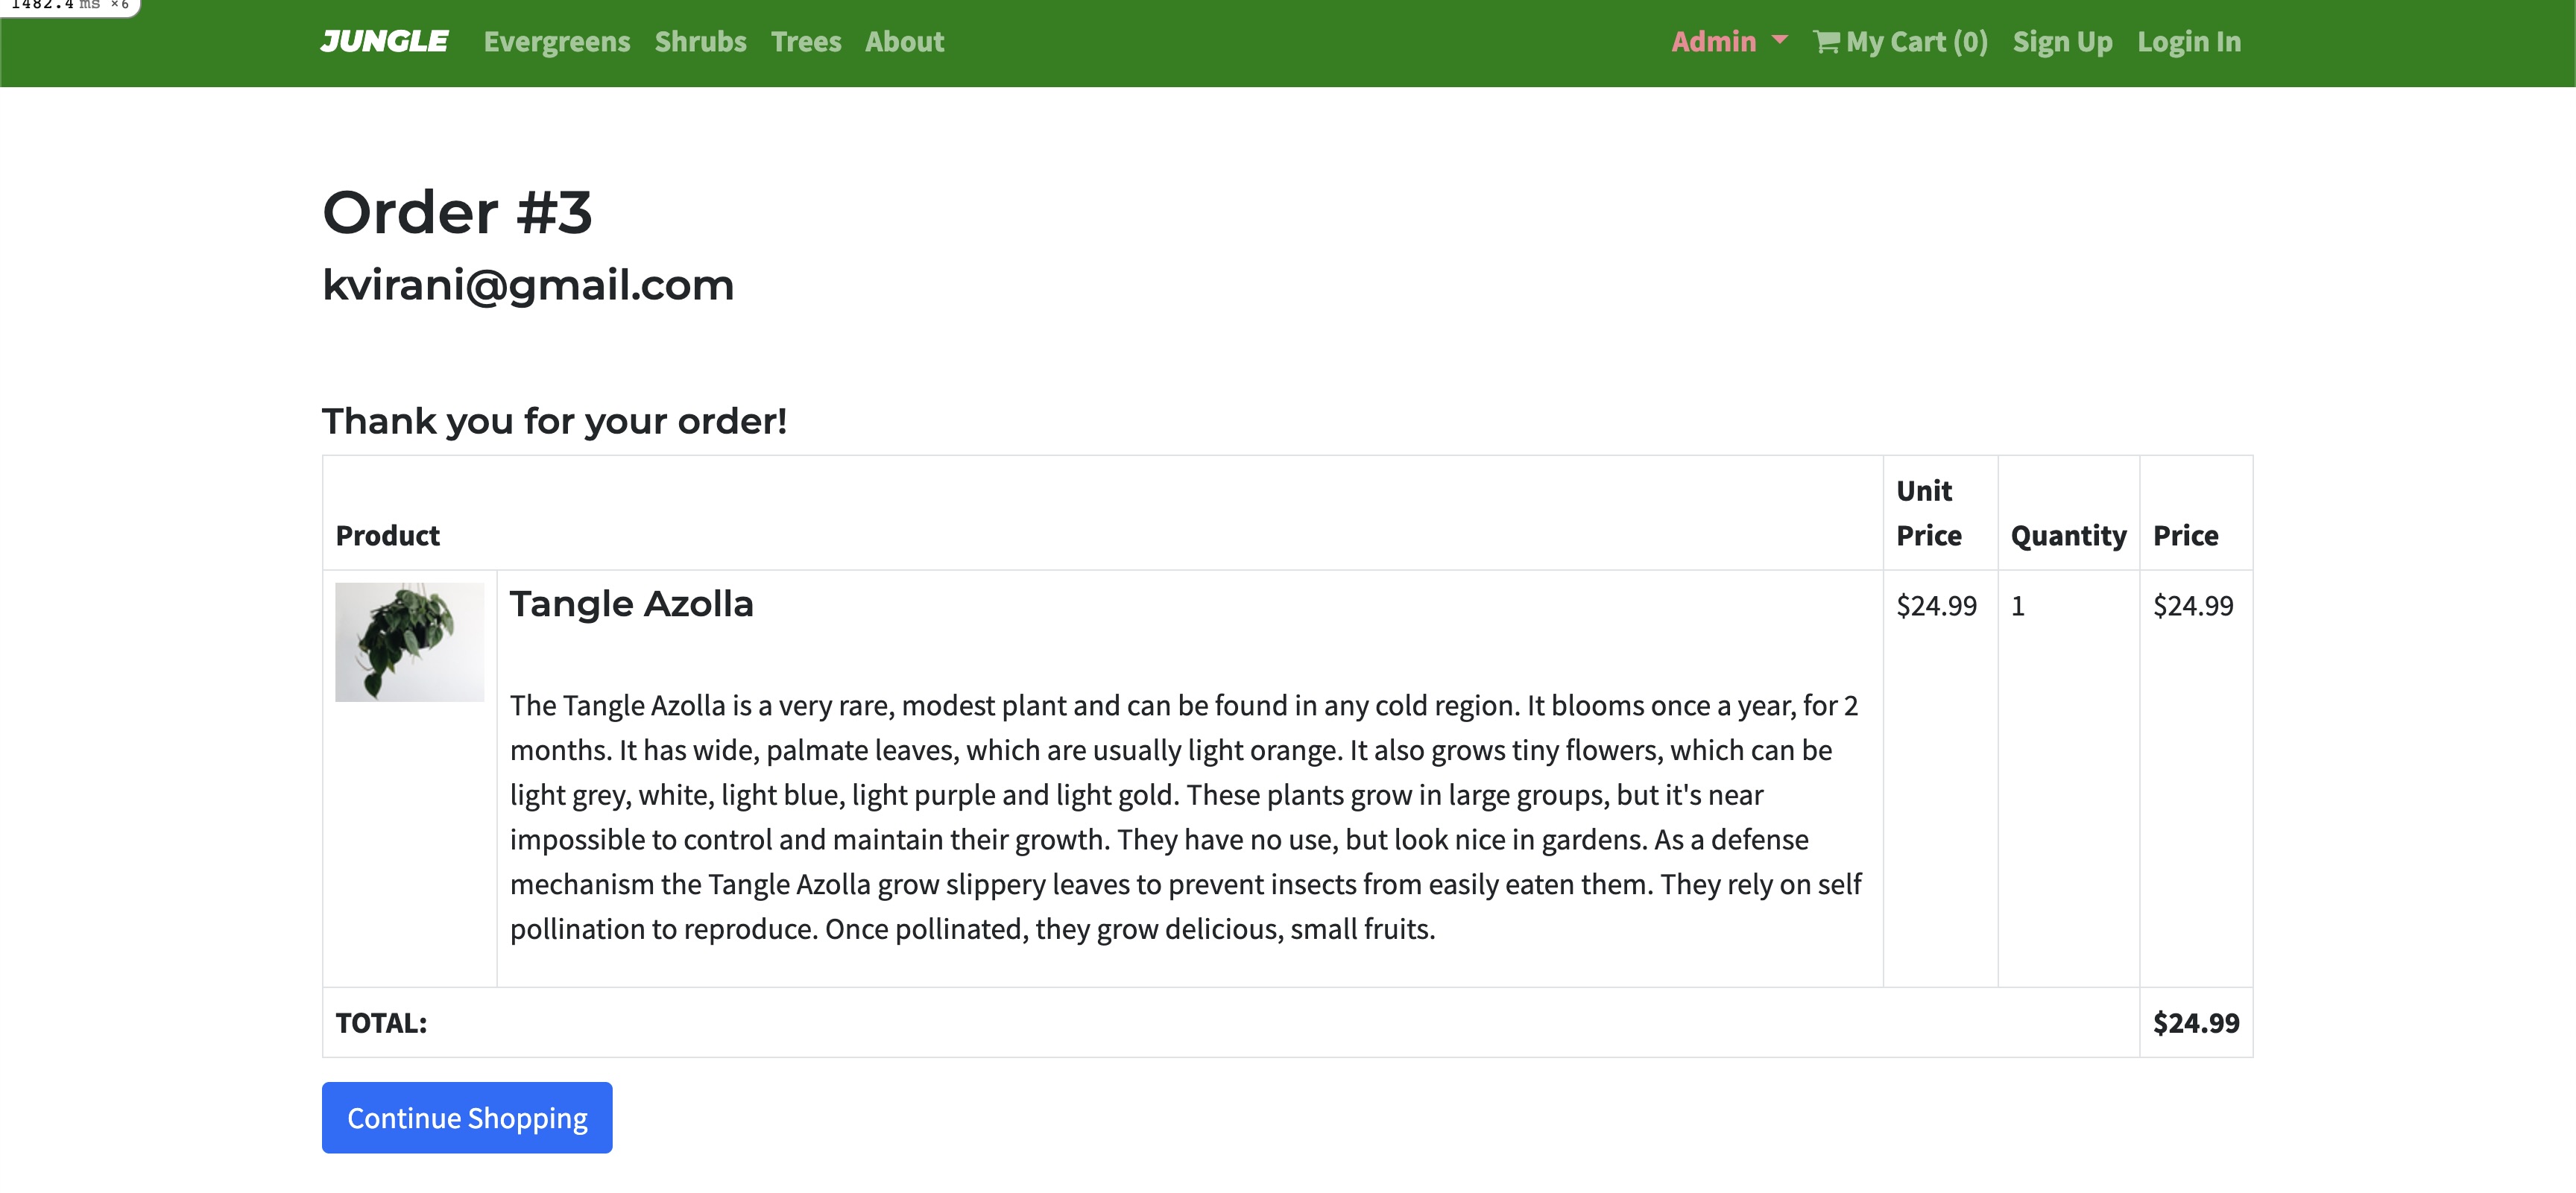 1482.4 ms ×6
JUNGLE Evergreens Shrubs Trees About Admin My Cart (0) Sign Up Login In
Order #3
kvirani@gmail.com
Thank you for your order!
Product Unit Price Quantity Price
Tangle Azolla $24.99 1 $24.99
The Tangle Azolla is a very rare, modest plant and can be found in any cold region. It blooms once a year, for 2
months. It has wide, palmate leaves, which are usually light orange. It also grows tiny flowers, which can be
light grey, white, light blue, light purple and light gold. These plants grow in large groups, but it's near
impossible to control and maintain their growth. They have no use, but look nice in gardens. As a defense
mechanism the Tangle Azolla grow slippery leaves to prevent insects from easily eaten them. They rely on self
pollination to reproduce. Once pollinated, they grow delicious, small fruits.
TOTAL: $24.99
Continue Shopping